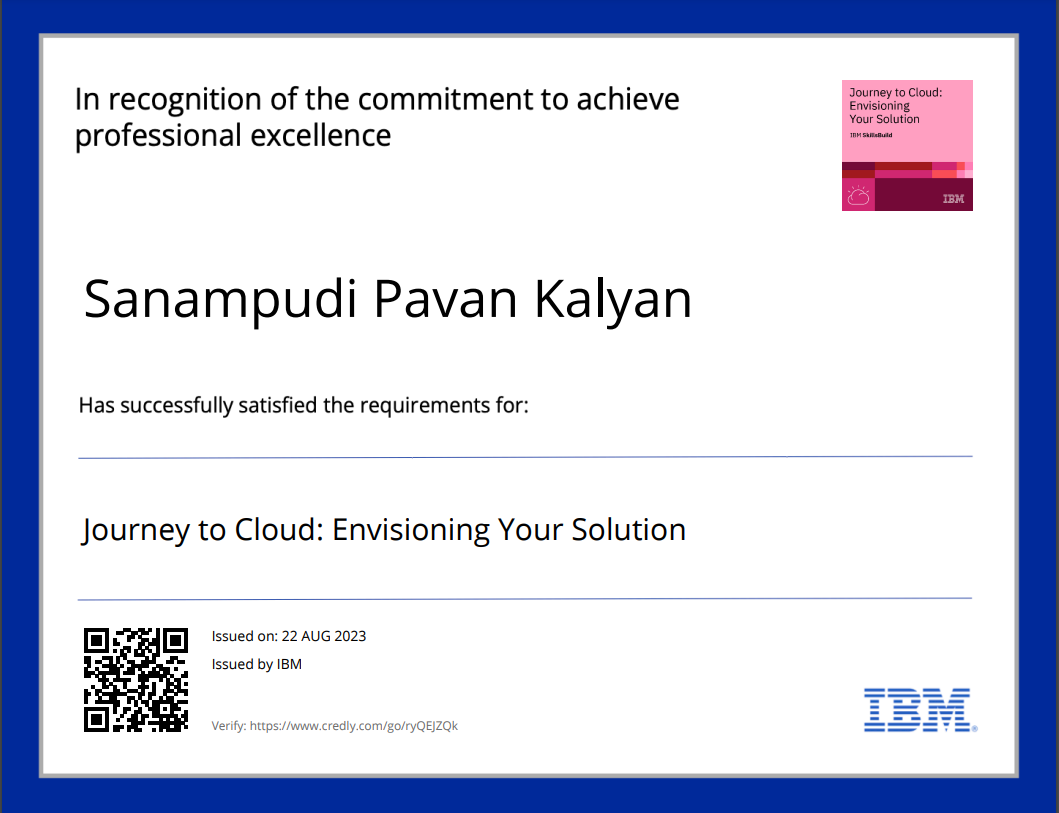 In recognition of the commitment to achieve
professional excellence
Journey to Cloud:
Envisioning
Your Solution
IBM SkillsBuild
IBM
Sanampudi Pavan Kalyan
Has successfully satisfied the requirements for:
Journey to Cloud: Envisioning Your Solution
Issued on: 22 AUG 2023
Issued by IBM
Verify: https://www.credly.com/go/ryQEJZQk
IBM®